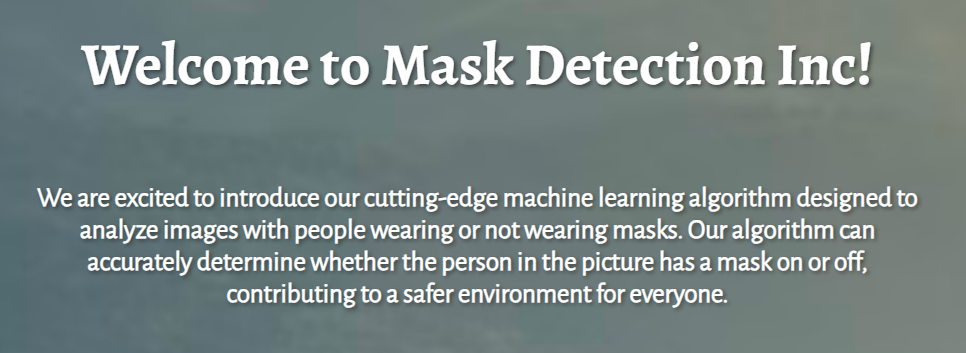 Welcome to Mask Detection Inc!
We are excited to introduce our cutting-edge machine learning algorithm designed to
analyze images with people wearing or not wearing masks. Our algorithm can
accurately determine whether the person in the picture has a mask on or off,
contributing to a safer environment for everyone.